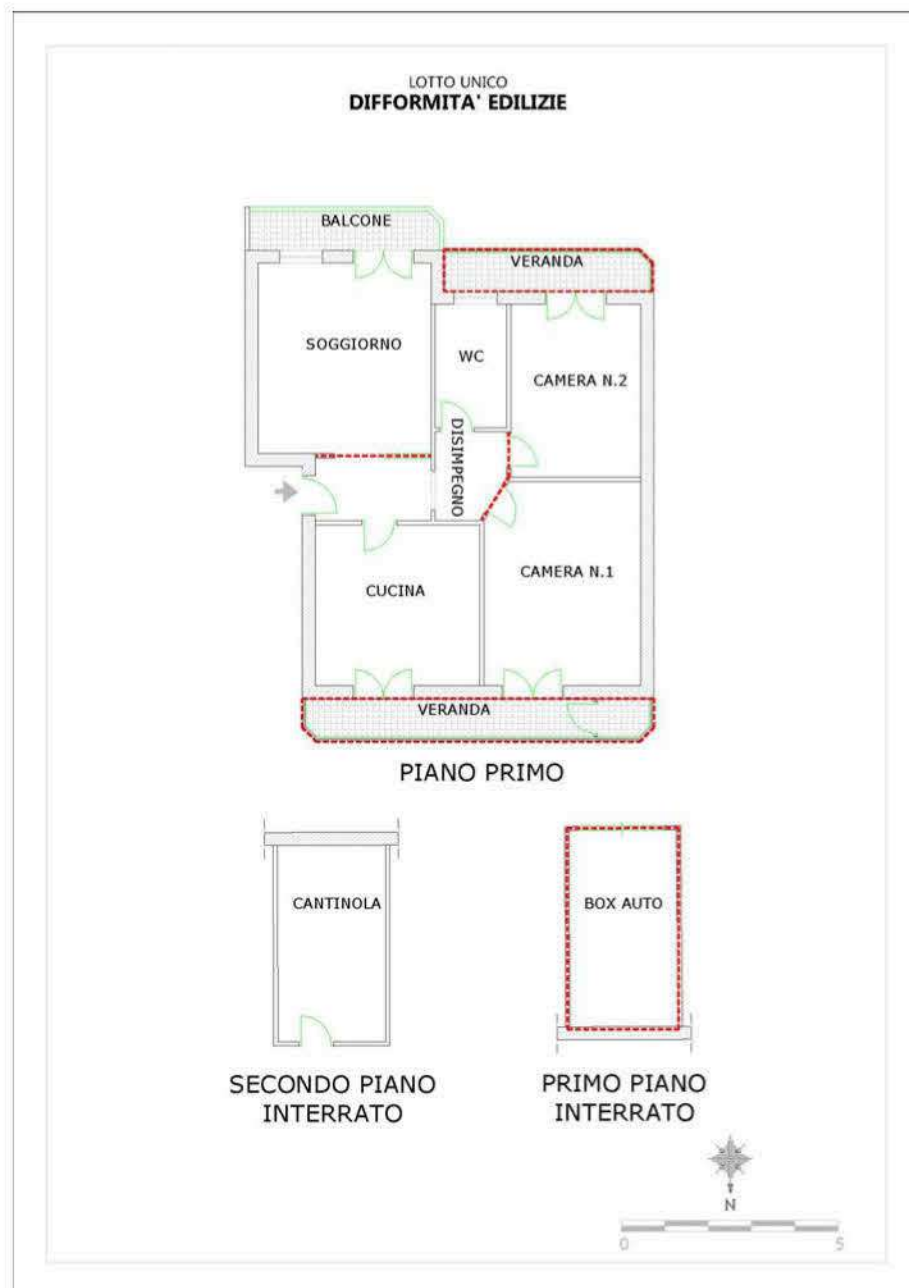 LOTTO UNICO
DIFFORMITA' EDILIZIE
BALCONE
VERANDA
SOGGIORNO
WC
CAMERA N.2
DISIMPEGNO
CAMERA N.1
CUCINA
VERANDA
PIANO PRIMO
CANTINOLA
BOX AUTO
SECONDO PIANO
INTERRATO
PRIMO PIANO
INTERRATO
N
0 5